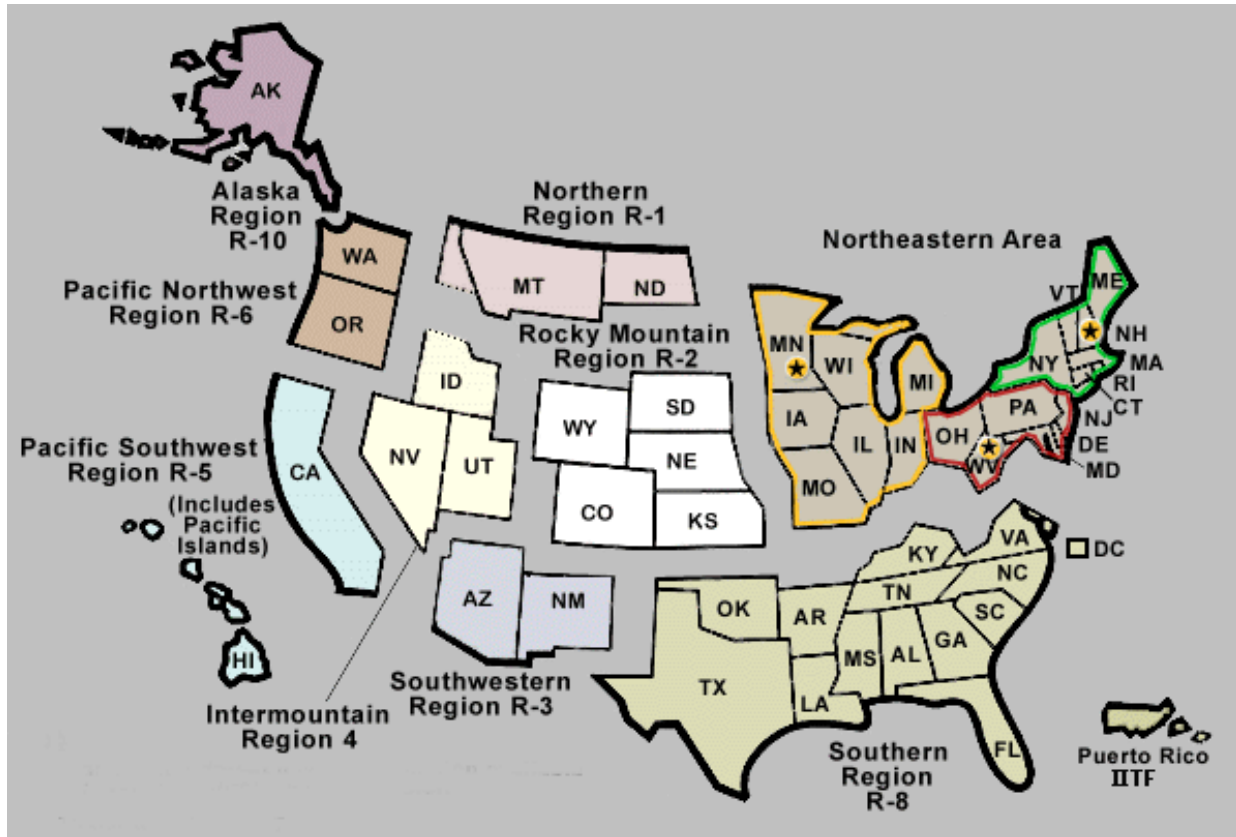 AK
Alaska
Region
R-10
Northern
Region R-1
Northeastern Area
WA
MT
ND
ME
VT
NH
Pacific Northwest
Region R-6
OR
Rocky Mountain
Region R-2
MN
WI
MI
NY
MA
RI
CT
ID
WY
SD
IA
IL
IN
OH
PA
NJ
DE
MD
WV
Pacific Southwest
Region R-5
(Includes
Pacific
Islands)
CA
NV
UT
NE
CO
KS
MO
KY
VA
DC
AZ
NM
OK
AR
TN
NC
SC
HI
TX
MS
AL
GA
LA
FL
Southwestern
Region R-3
Intermountain
Region 4
Southern
Region
R-8
Puerto Rico
IITF